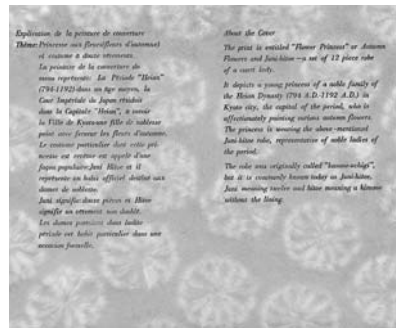 Explication de la peinture de couverture
Thème: Princesse aux fleurs(fleurs d'automne)
et costume à douze vêtements.
La peinture de la couverture de
menu représente: La Période "Heian"
(794-1192) dans un âge moyen, la
Cour Impériale du Japon résidait
dans la Capitale "Heian", à savoir
la Ville de Kyoto-une fille de noblesse
peint avec ferveur les fleurs d'automne.
Le costume particulier dont cette
est vêtue est appelé d'une
façon populaire: Juni Hitoe et il
représente un habit officiel destiné aux
dames de noblesse.
Juni signifie: douze pièces et Hitoe
signifie un vêtement non doublé.
Les dames portaient dans ladite
période cet habit particulier dans une
occasion formelle.
About the Cover
The print is entitled "Flower Princess" or Autumn
Flowers and Juni-hitoe — a set of 12 piece robe
of a court lady.
It depicts a young princess of a noble family of
the Heian Dynasty (794 A.D.-1192 A.D.) in
Kyoto city, the capital of the period, who is
affectionately painting various autumn flowers.
The princess is wearing the above-mentioned
Juni-hitoe robe, representative of noble ladies of
the period.
The robe was originally called
but it is commonly known today as Juni-hitoe,
Juni meaning twelve and hitoe meaning a kimono
without the lining.